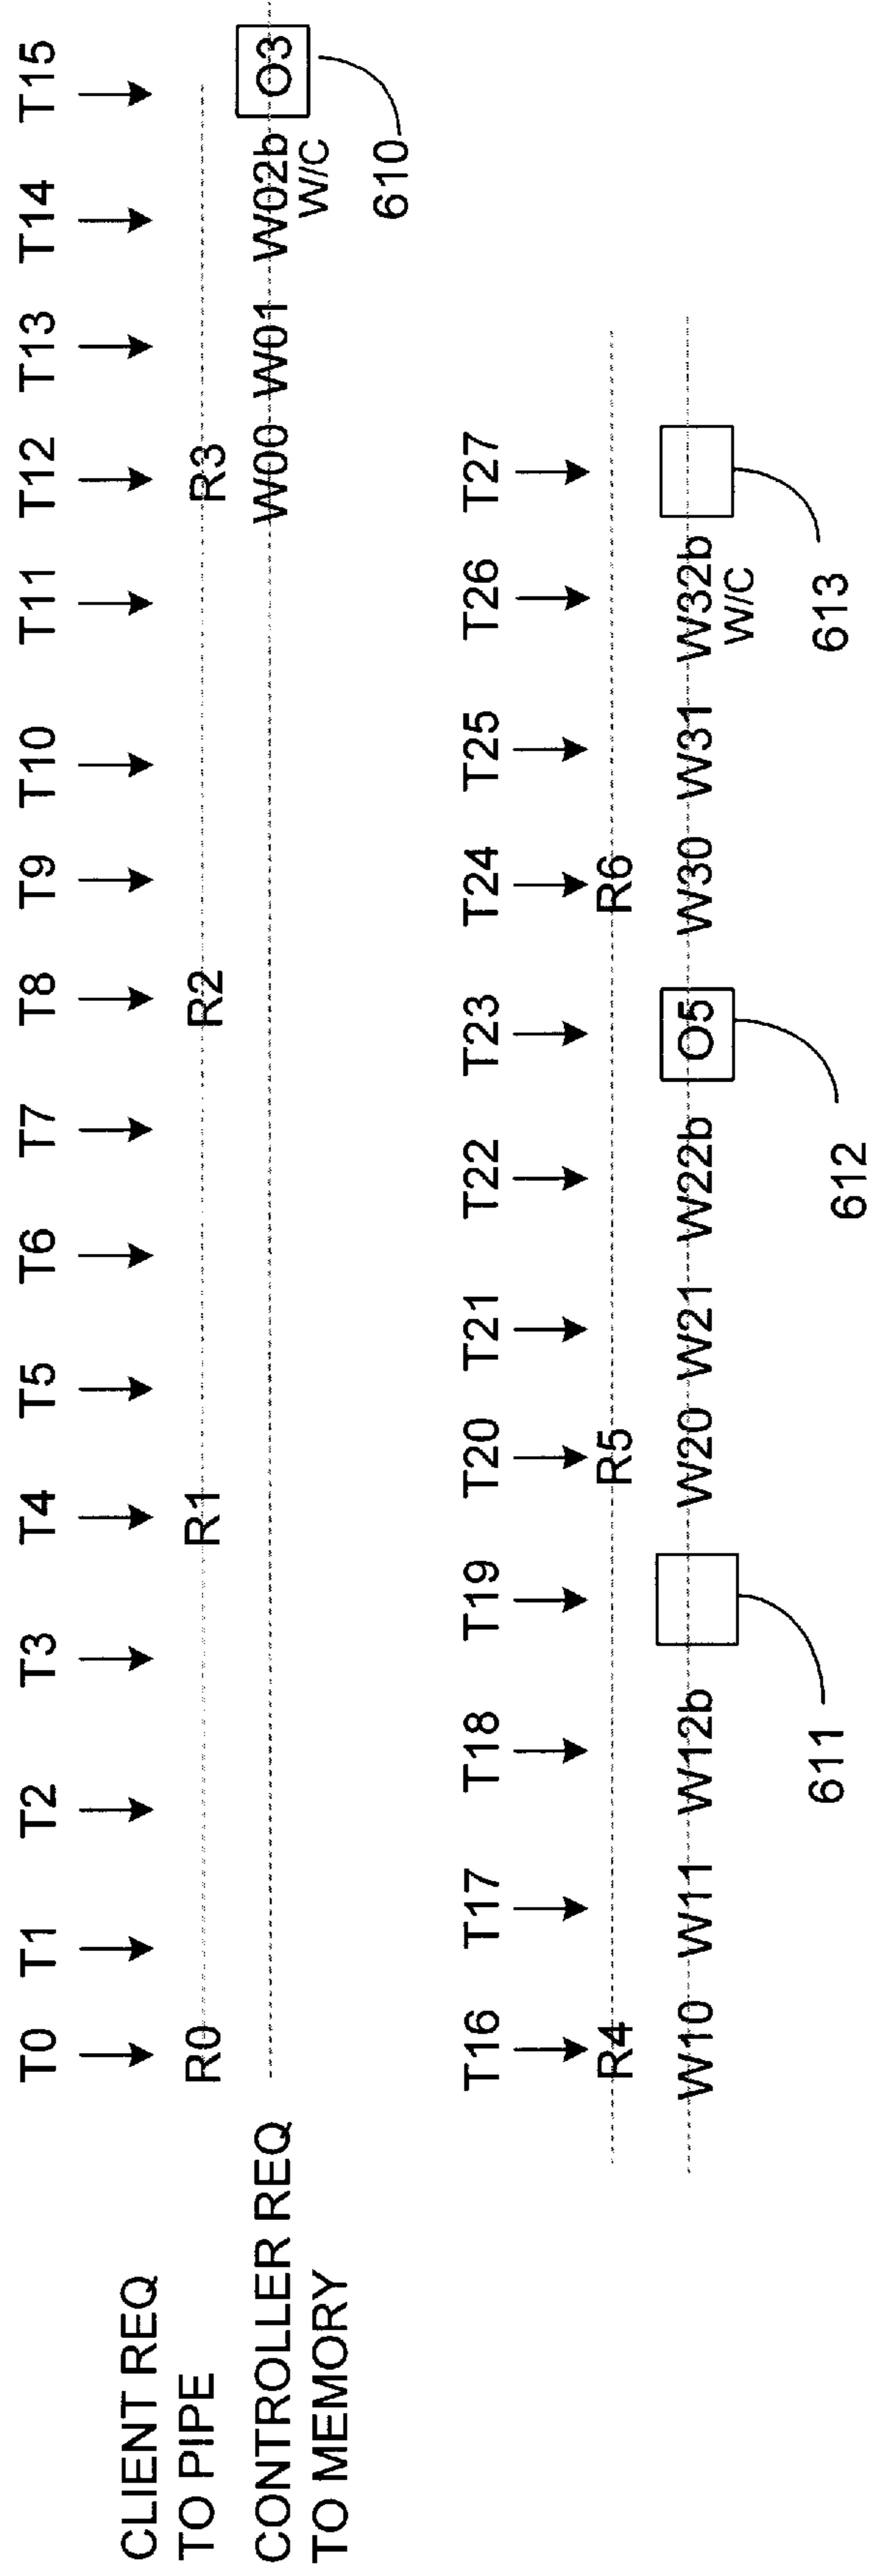 T0 T1 T2 T3 T4 T5 T6 T7 T8 T9 T10 T11 T12 T13 T14 T15
CLIENT REQ
TO PIPE
R0 R1 R2 R3
CONTROLLER REQ
TO MEMORY
W00 W01 W02b O3
W/C
610
T16 T17 T18 T19 T20 T21 T22 T23 T24 T25 T26 T27
R4 R5 R6
W10 W11 W12b W20 W21 W22b O5 W30 W31 W32b
W/C
611 612 613